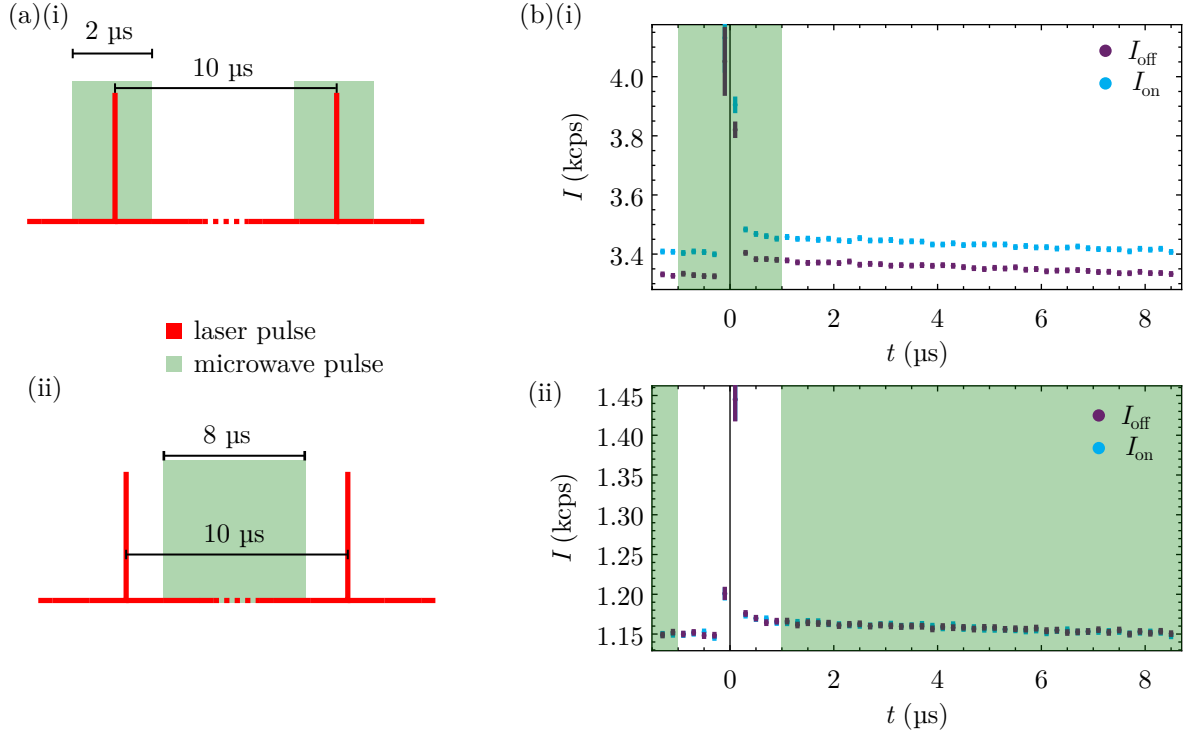 (a)(i)
2 µs
10 µs
laser pulse
microwave pulse
(ii)
8 µs
10 µs
(b)(i)
I (kcps)
4.0
3.8
3.6
3.4
I_off
I_on
0 2 4 6 8
t (µs)
(ii)
I (kcps)
1.45
1.40
1.35
1.30
1.25
1.20
1.15
I_off
I_on
0 2 4 6 8
t (µs)